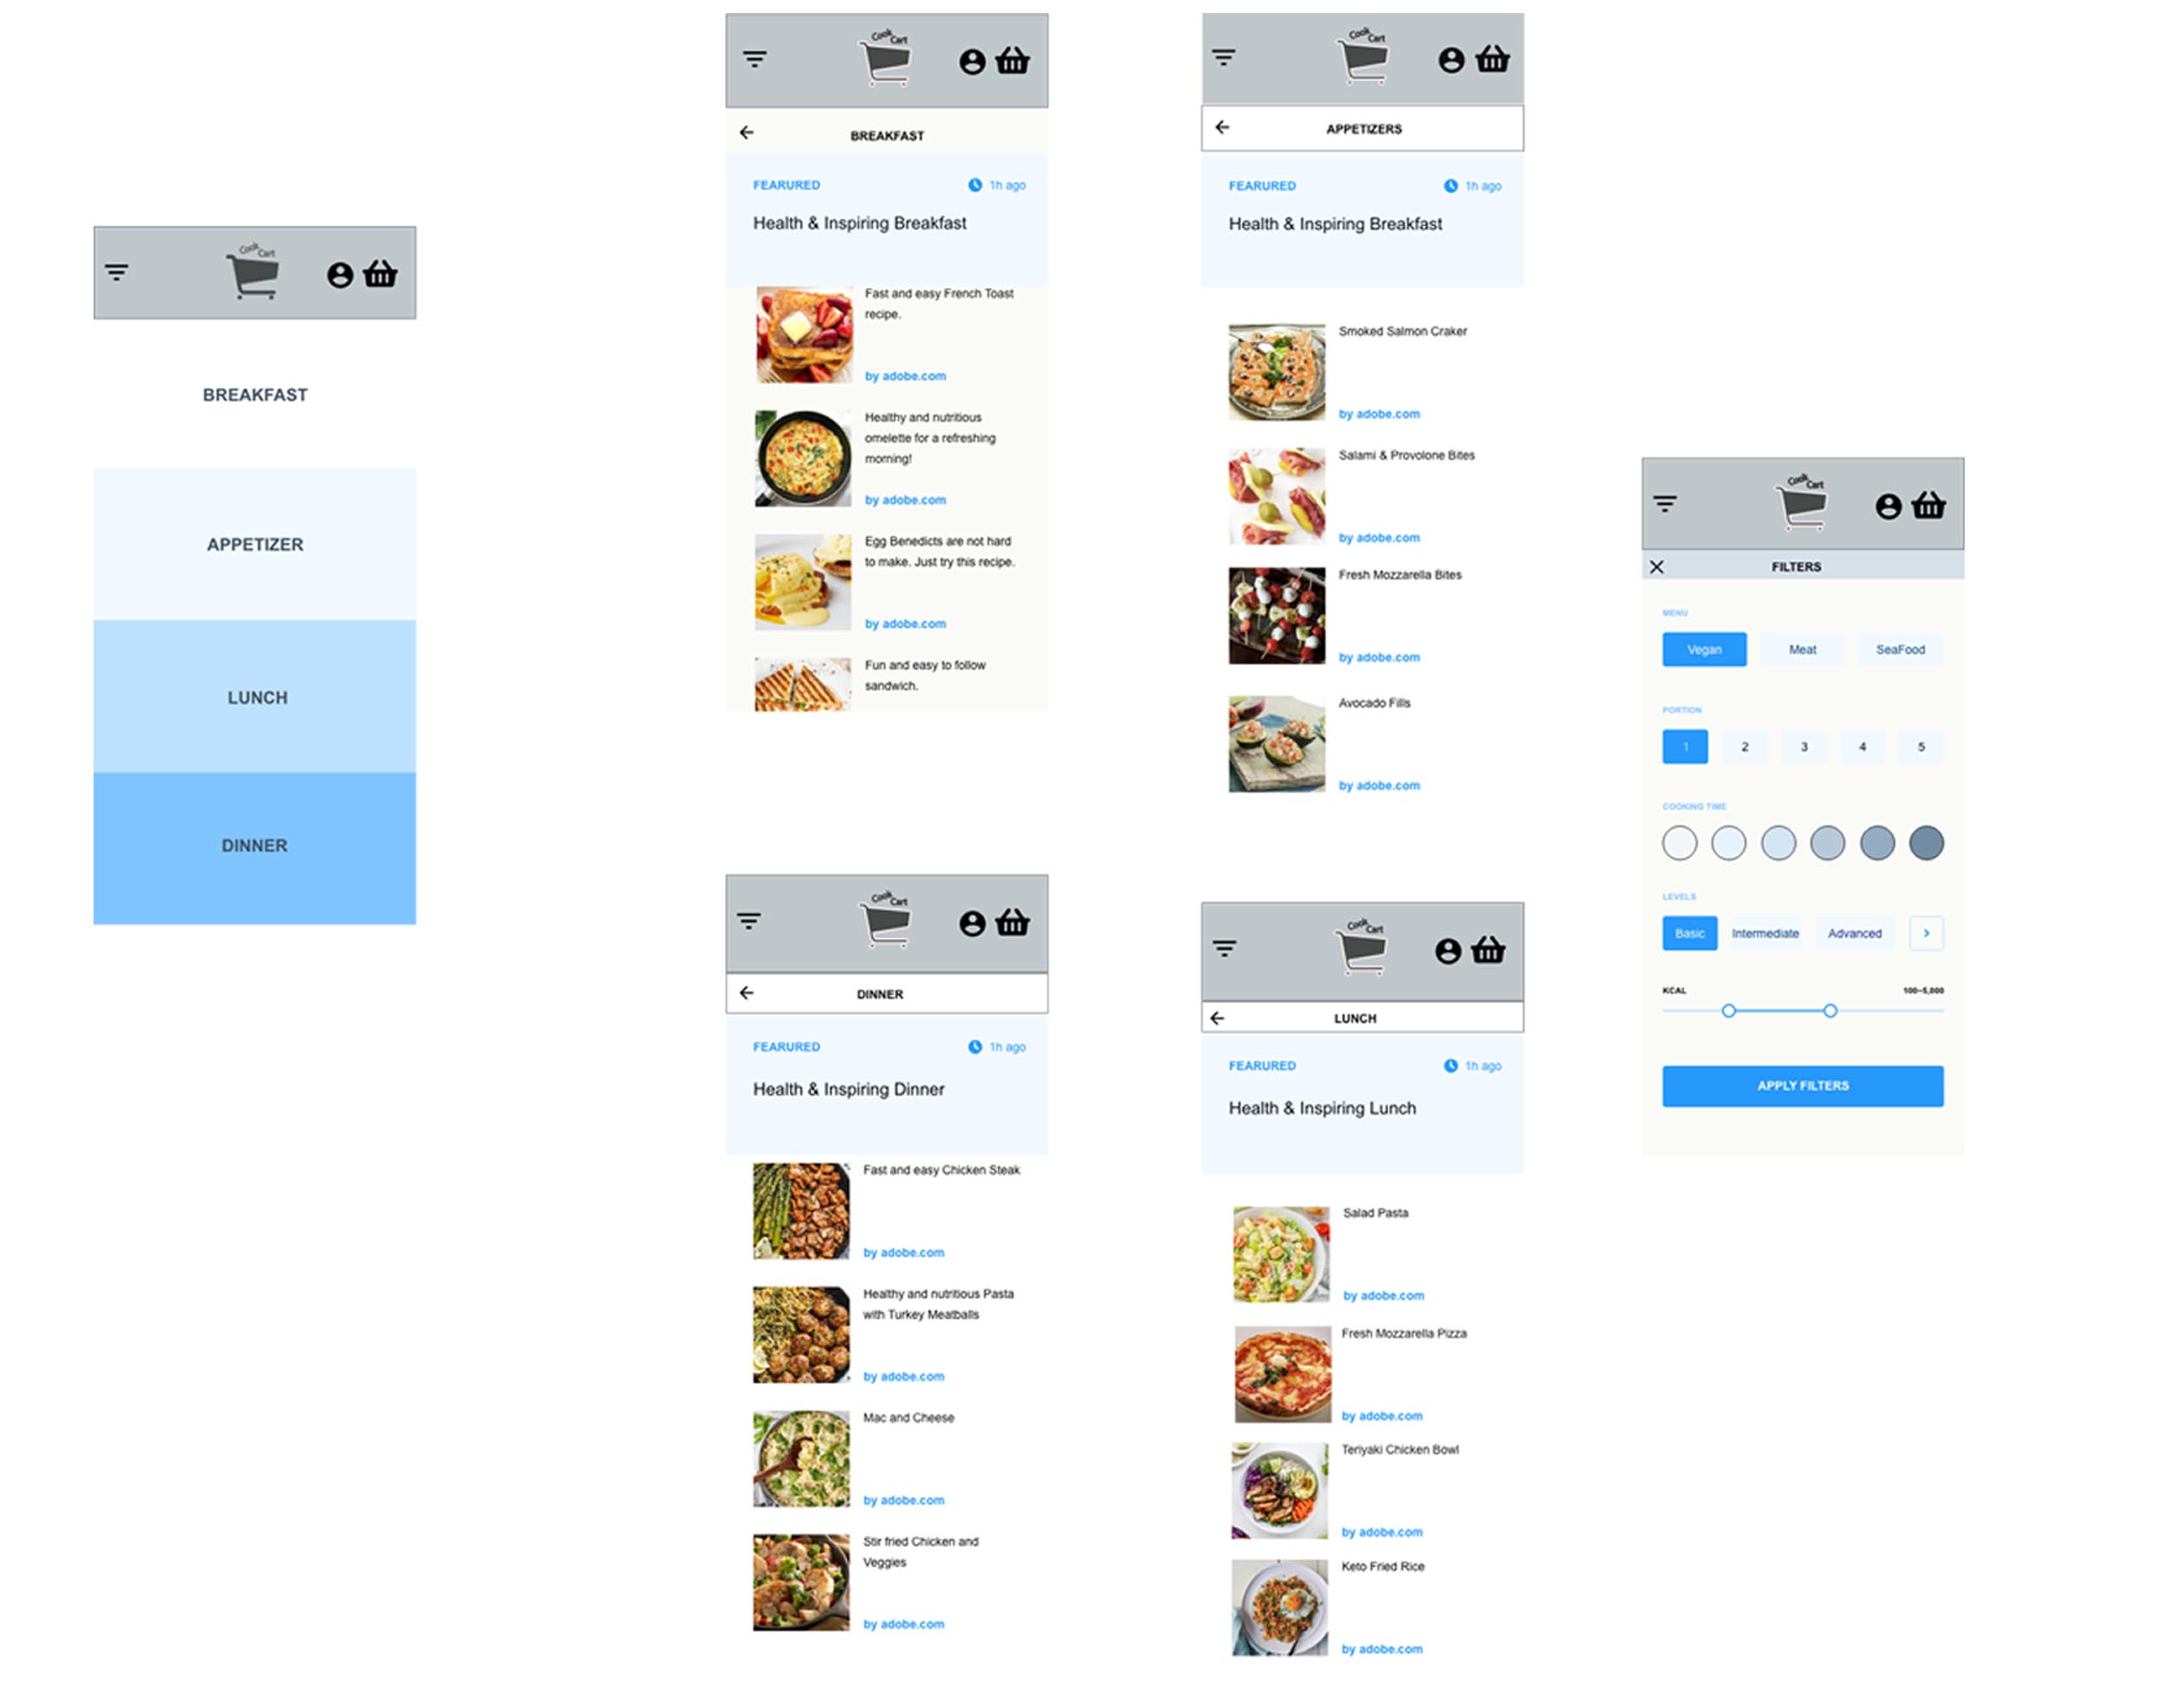 Cook Cart
BREAKFAST
APPETIZER
LUNCH
DINNER
Cook Cart
BREAKFAST
FEARURED
1h ago
Health & Inspiring Breakfast
Fast and easy French Toast
recipe.
by adobe.com
Healthy and nutritious
omelette for a refreshing
morning!
by adobe.com
Egg Benedicts are not hard
to make. Just try this recipe.
by adobe.com
Fun and easy to follow
sandwich.
Cook Cart
APPETIZERS
FEARURED
1h ago
Health & Inspiring Breakfast
Smoked Salmon Craker
by adobe.com
Salami & Provolone Bites
by adobe.com
Fresh Mozzarella Bites
by adobe.com
Avocado Fills
by adobe.com
Cook Cart
DINNER
FEARURED
1h ago
Health & Inspiring Dinner
Fast and easy Chicken Steak
by adobe.com
Healthy and nutritious Pasta
with Turkey Meatballs
by adobe.com
Mac and Cheese
by adobe.com
Stir fried Chicken and
Veggies
by adobe.com
Cook Cart
LUNCH
FEARURED
1h ago
Health & Inspiring Lunch
Salad Pasta
by adobe.com
Fresh Mozzarella Pizza
by adobe.com
Teriyaki Chicken Bowl
by adobe.com
Keto Fried Rice
by adobe.com
Cook Cart
FILTERS
MENU
Vegan Meat SeaFood
PORTION
1 2 3 4 5
COOKING TIME
LEVELS
Basic Intermediate Advanced
KCAL 100–5,000
APPLY FILTERS